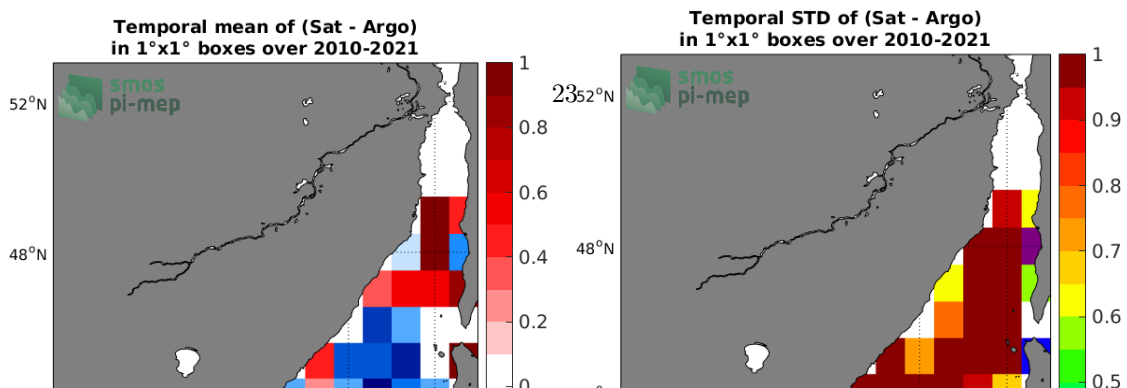 Temporal mean of (Sat - Argo)
in 1°x1° boxes over 2010-2021
smos
pi-mep
52°N
48°N
1
0.8
0.6
0.4
0.2
0
23
Temporal STD of (Sat - Argo)
in 1°x1° boxes over 2010-2021
smos
pi-mep
52°N
48°N
1
0.9
0.8
0.7
0.6
0.5